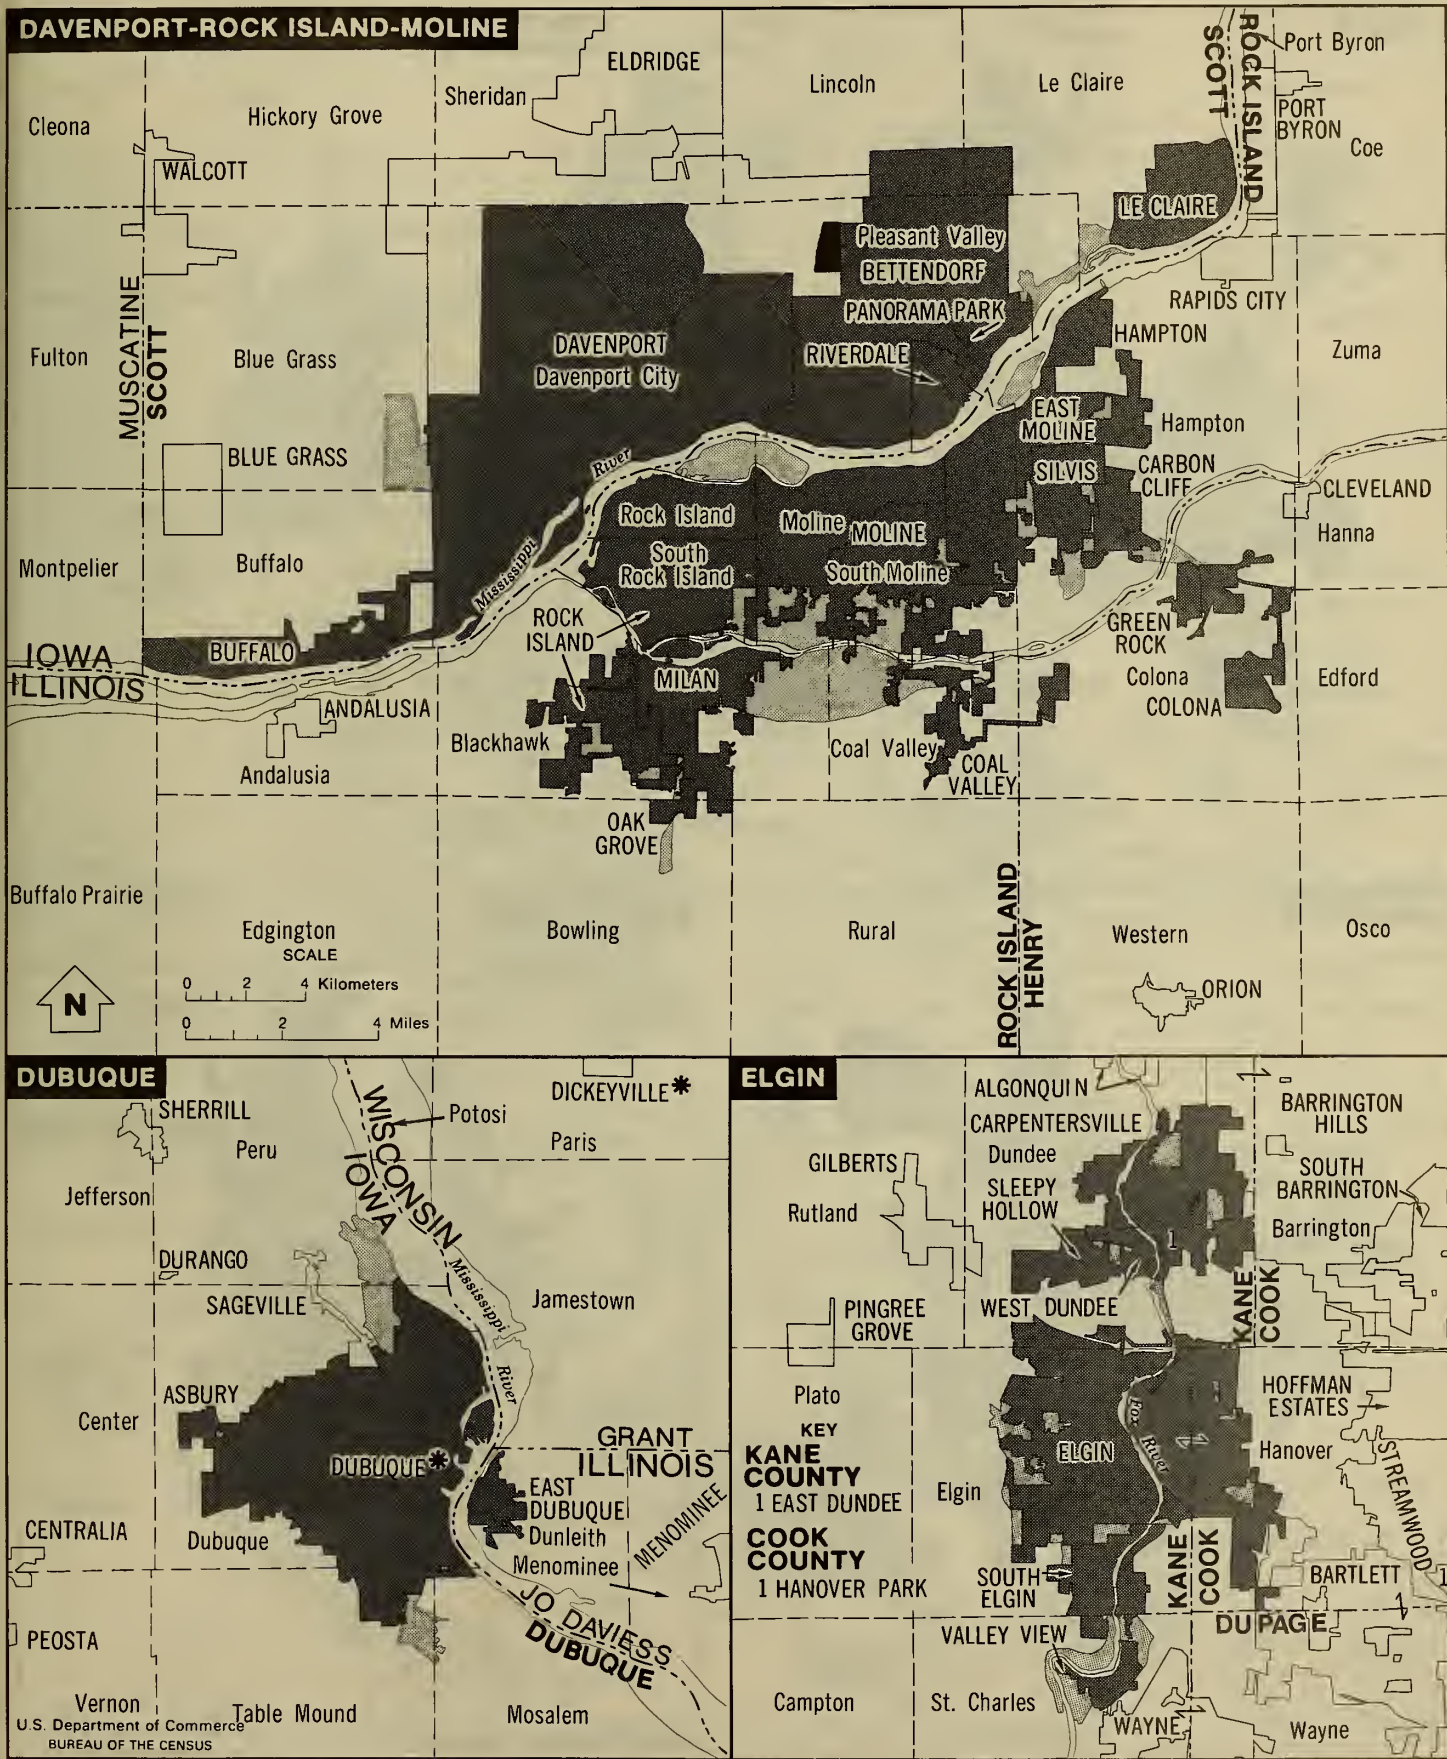 DAVENPORT-ROCK ISLAND-MOLINE
Cleona
Hickory Grove
Sheridan
ELDRIDGE
Lincoln
Le Claire
SCOTT
ROCK ISLAND
Port Byron
PORT
BYRON
Coe
WALCOTT
LE CLAIRE
Pleasant Valley
BETTENDORF
PANORAMA PARK
RIVERDALE
RAPIDS CITY
HAMPTON
MUSCATINE
SCOTT
Fulton
Blue Grass
DAVENPORT
Davenport City
Zuma
EAST
MOLINE
Hampton
BLUE GRASS
River
SILVIS
CARBON
CLIFF
CLEVELAND
Hanna
Rock Island
Moline
MOLINE
Montpelier
Buffalo
Mississippi
South
Rock Island
South Moline
ROCK
ISLAND
GREEN
ROCK
IOWA
ILLINOIS
BUFFALO
MILAN
Colona
COLONA
Edford
ANDALUSIA
Blackhawk
Coal Valley
COAL
VALLEY
Andalusia
OAK
GROVE
Buffalo Prairie
Edgington
Bowling
Rural
ROCK ISLAND
HENRY
Western
Osco
ORION
SCALE
0 2 4 Kilometers
0 2 4 Miles
N
DUBUQUE
SHERRILL
Peru
WISCONSIN
IOWA
Potosi
DICKEYVILLE *
Paris
Jefferson
DURANGO
SAGEVILLE
Mississippi
River
Jamestown
ASBURY
Center
GRANT
ILLINOIS
DUBUQUE *
EAST
DUBUQUE
Dunleith
Menominee
MENOMINEE
CENTRALIA
Dubuque
JO DAVIESS
DUBUQUE
PEOSTA
Vernon
Table Mound
Mosalem
U.S. Department of Commerce
BUREAU OF THE CENSUS
ELGIN
ALGONQUIN
CARPENTERSVILLE
Dundee
SLEEPY
HOLLOW
BARRINGTON
HILLS
SOUTH
BARRINGTON
Barrington
GILBERTS
Rutland
1
KANE
COOK
WEST DUNDEE
PINGREE
GROVE
Plato
HOFFMAN
ESTATES
Hanover
STREAMWOOD
Fox
River
ELGIN
Elgin
KEY
KANE
COUNTY
1 EAST DUNDEE
COOK
COUNTY
1 HANOVER PARK
SOUTH
ELGIN
KANE
COOK
BARTLETT
1
DU PAGE
VALLEY VIEW
Campton
St. Charles
WAYNE
Wayne